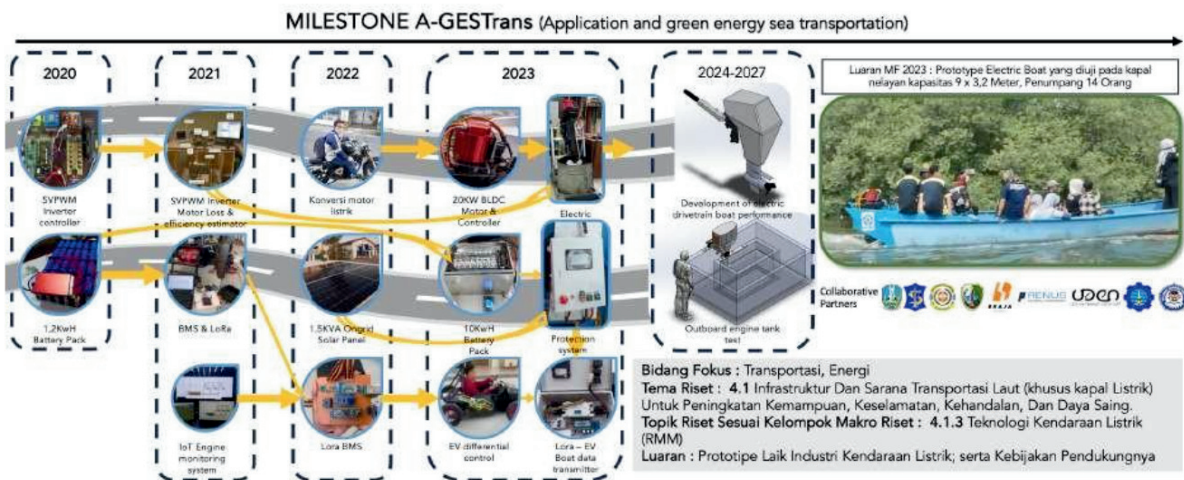 MILESTONE A-GESTrans (Application and green energy sea transportation)
2020
2021
2022
2023
2024-2027
SVPWM
Inverter
controller
SVPWM Inverter
Motor Loss &
efficiency estimator
Konversi motor
listrik
20KW BLDC
Motor &
Controller
Electric
Development of electric
drivetrain boat performance
1,2KwH
Battery Pack
BMS & LoRa
1.5KVA Ongrid
Solar Panel
10KwH
Battery
Pack
Protection
system
Outboard engine tank
test
IoT Engine
monitoring
system
Lora BMS
EV differential
control
Lora – EV
Boat data
transmitter
Luaran MF 2023 : Prototype Electric Boat yang diuji pada kapal
nelayan kapasitas 9 x 3,2 Meter, Penumpang 14 Orang
Collaborative
Partners
BRAJA
RENUS
UDEN
Bidang Fokus : Transportasi, Energi
Tema Riset : 4.1 Infrastruktur Dan Sarana Transportasi Laut (khusus kapal Listrik)
Untuk Peningkatan Kemampuan, Keselamatan, Kehandalan, Dan Daya Saing.
Topik Riset Sesuai Kelompok Makro Riset : 4.1.3 Teknologi Kendaraan Listrik
(RMM)
Luaran : Prototipe Laik Industri Kendaraan Listrik; serta Kebijakan Pendukungnya